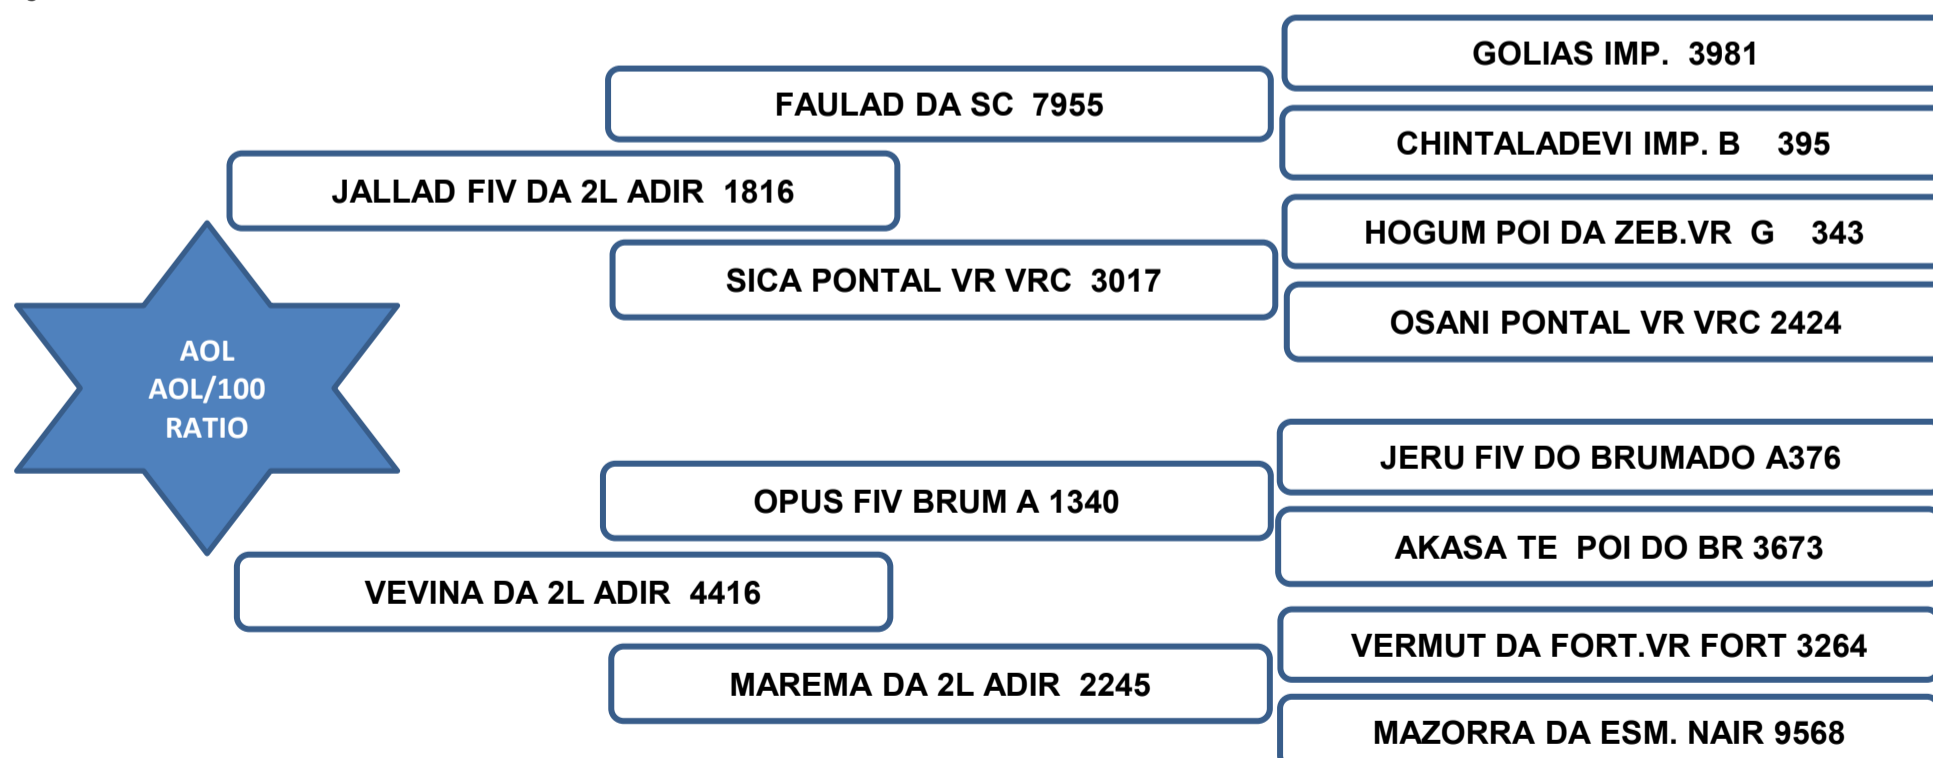 GOLIAS IMP. 3981
FAULAD DA SC 7955
CHINTALADEVI IMP. B 395
JALLAD FIV DA 2L ADIR 1816
HOGUM POI DA ZEB.VR G 343
SICA PONTAL VR VRC 3017
OSANI PONTAL VR VRC 2424
AOL
AOL/100
RATIO
JERU FIV DO BRUMADO A376
OPUS FIV BRUM A 1340
AKASA TE POI DO BR 3673
VEVINA DA 2L ADIR 4416
VERMUT DA FORT.VR FORT 3264
MAREMA DA 2L ADIR 2245
MAZORRA DA ESM. NAIR 9568